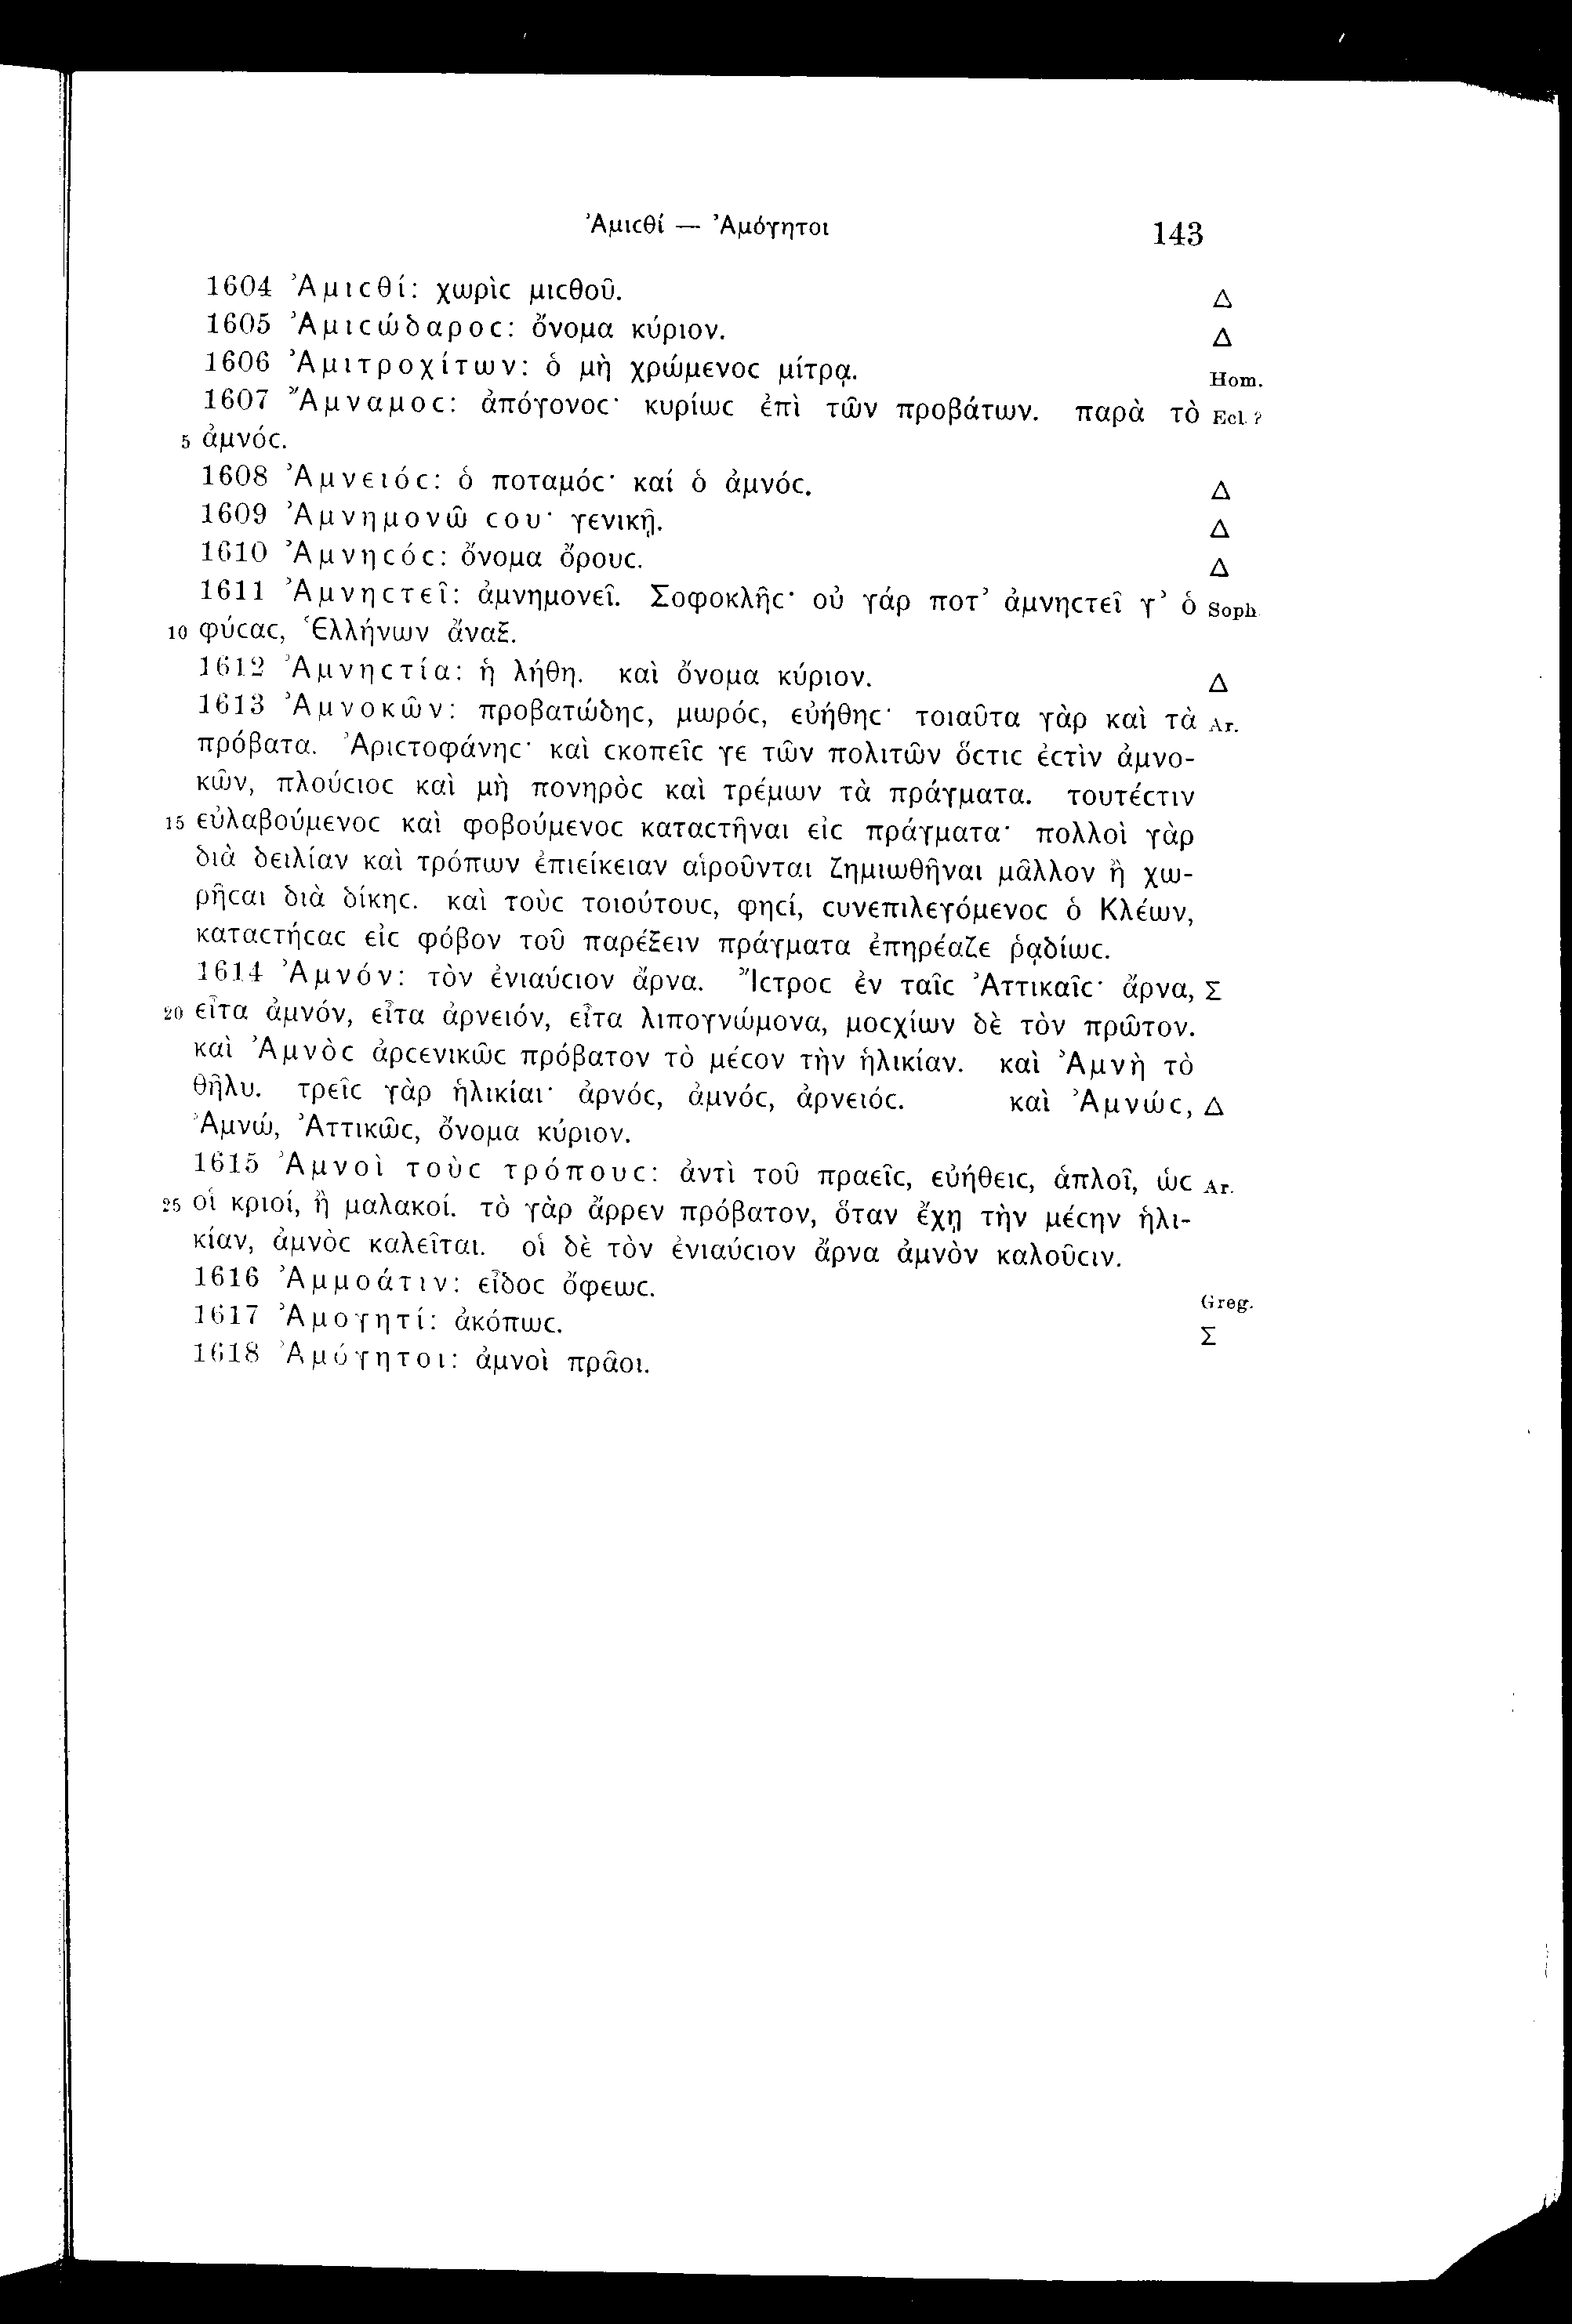 Ἀμιϲθί — Ἀμόγητοι 143
1604 Ἀμιϲθί: χωρὶϲ μιϲθοῦ. Δ
1605 Ἀμιϲώδαροϲ: ὄνομα κύριον. Δ
1606 Ἀμιτροχίτων: ὁ μὴ χρώμενοϲ μίτρᾳ. Hom.
1607 Ἄμναμοϲ: ἀπόγονοϲ· κυρίωϲ ἐπὶ τῶν προβάτων. παρὰ τὸ Ecl. ?
5 ἀμνόϲ.
1608 Ἀμνειόϲ: ὁ ποταμόϲ· καί ὁ ἀμνόϲ. Δ
1609 Ἀμνημονῶ ϲου· γενικῇ. Δ
1610 Ἀμνηϲόϲ: ὄνομα ὄρουϲ. Δ
1611 Ἀμνηϲτεῖ: ἀμνημονεῖ. Σοφοκλῆϲ· οὐ γάρ ποτ’ ἀμνηϲτεῖ γ’ ὁ Soph
10 φύϲαϲ, Ἑλλήνων ἄναξ.
1612 Ἀμνηϲτία: ἡ λήθη. καὶ ὄνομα κύριον. Δ
1613 Ἀμνοκῶν: προβατώδηϲ, μωρόϲ, εὐήθηϲ· τοιαῦτα γὰρ καὶ τὰ Ar.
πρόβατα. Ἀριϲτοφάνηϲ· καὶ ϲκοπεῖϲ γε τῶν πολιτῶν ὅϲτιϲ ἐϲτὶν ἀμνο-
κῶν, πλούϲιοϲ καὶ μὴ πονηρὸϲ καὶ τρέμων τὰ πράγματα. τουτέϲτιν
15 εὐλαβούμενοϲ καὶ φοβούμενοϲ καταϲτῆναι εἰϲ πράγματα· πολλοὶ γὰρ
διὰ δειλίαν καὶ τρόπων ἐπιείκειαν αἱροῦνται ζημιωθῆναι μᾶλλον ἢ χω-
ρῆϲαι διὰ δίκηϲ. καὶ τοὺϲ τοιούτουϲ, φηϲί, ϲυνεπιλεγόμενοϲ ὁ Κλέων,
καταϲτήϲαϲ εἰϲ φόβον τοῦ παρέξειν πράγματα ἐπηρέαζε ῥᾳδίωϲ.
1614 Ἀμνόν: τὸν ἐνιαύϲιον ἄρνα. Ἴϲτροϲ ἐν ταῖϲ Ἀττικαῖϲ· ἄρνα, Σ
20 εἶτα ἀμνόν, εἶτα ἀρνειόν, εἶτα λιπογνώμονα, μοϲχίων δὲ τὸν πρῶτον.
καὶ Ἀμνὸϲ ἀρϲενικῶϲ πρόβατον τὸ μέϲον τὴν ἡλικίαν. καὶ Ἀμνὴ τὸ
θῆλυ. τρεῖϲ γὰρ ἡλικίαι· ἀρνόϲ, ἀμνόϲ, ἀρνειόϲ. καὶ Ἀμνώϲ, Δ
Ἀμνώ, Ἀττικῶϲ, ὄνομα κύριον.
1615 Ἀμνοὶ τοὺϲ τρόπουϲ: ἀντὶ τοῦ πραεῖϲ, εὐήθειϲ, ἁπλοῖ, ὡϲ Ar.
25 οἱ κριοί, ἢ μαλακοί. τὸ γὰρ ἄρρεν πρόβατον, ὅταν ἔχῃ τὴν μέϲην ἡλι-
κίαν, ἀμνὸϲ καλεῖται. οἱ δὲ τὸν ἐνιαύϲιον ἄρνα ἀμνὸν καλοῦϲιν.
1616 Ἀμμοάτιν: εἶδοϲ ὄφεωϲ. Greg.
1617 Ἀμογητί: ἀκόπωϲ. Σ
1618 Ἀμόγητοι: ἀμνοὶ πρᾶοι.